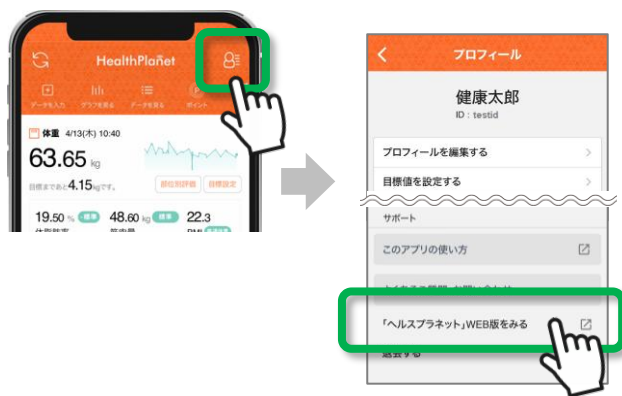 HealthPlanet
データを入力 グラフを見る データを見る ポイント
体重 4/13(木) 10:40
63.65 kg
目標まであと4.15kgです。
部位別評価 目標設定
19.50 % 標準 48.60 kg 標準 22.3
体脂肪率 筋肉量 BMI
プロフィール
健康太郎
ID : testid
プロフィールを編集する
目標値を設定する
サポート
このアプリの使い方
「ヘルスプラネット」WEB版をみる
退会する